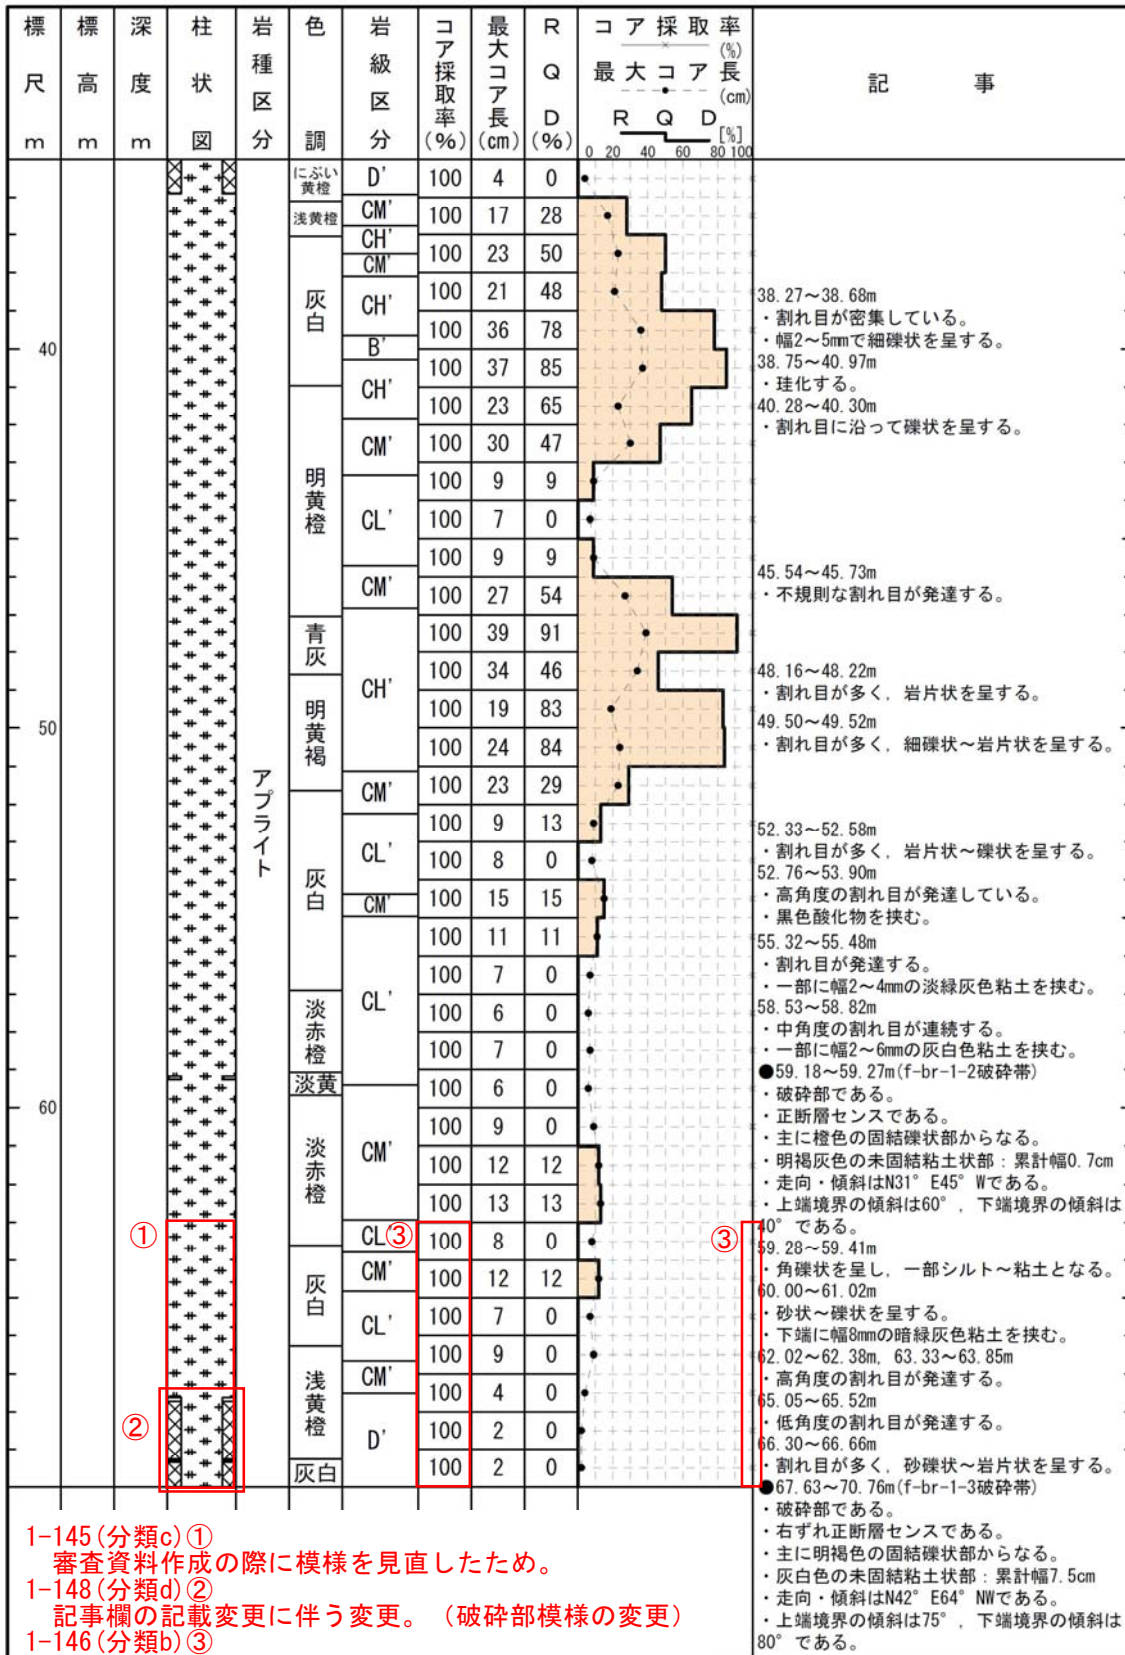 標尺m
標高m
深度m
柱状図
岩種区分
色調
岩級区分
コア採取率(%)
最大コア長(cm)
RQD(%)
コア採取率(%)
最大コア長(cm)
RQD[%]
0 20 40 60 80 100
記事
40
50
60
アプライト
にぶい黄橙
浅黄橙
灰白
明黄橙
青灰
明黄褐
灰白
淡赤橙
淡黄
淡赤橙
灰白
浅黄橙
灰白
D'
CM'
CH'
CM'
CH'
B'
CH'
CM'
CL'
CM'
CH'
CM'
CL'
CM'
CL'
CM'
CL'
CM'
CL'
CM'
D'
100 4 0
100 17 28
100 23 50
100 21 48
100 36 78
100 37 85
100 23 65
100 30 47
100 9 9
100 7 0
100 9 9
100 27 54
100 39 91
100 34 46
100 19 83
100 24 84
100 23 29
100 9 13
100 8 0
100 15 15
100 11 11
100 7 0
100 6 0
100 7 0
100 6 0
100 9 0
100 12 12
100 13 13
100 8 0
100 12 12
100 7 0
100 9 0
100 4 0
100 2 0
100 2 0
38.27～38.68m
・割れ目が密集している。
・幅2～5mmで細礫状を呈する。
38.75～40.97m
・珪化する。
40.28～40.30m
・割れ目に沿って礫状を呈する。
45.54～45.73m
・不規則な割れ目が発達する。
48.16～48.22m
・割れ目が多く，岩片状を呈する。
49.50～49.52m
・割れ目が多く，細礫状～岩片状を呈する。
52.33～52.58m
・割れ目が多く，岩片状～礫状を呈する。
52.76～53.90m
・高角度の割れ目が発達している。
・黒色酸化物を挟む。
55.32～55.48m
・割れ目が発達する。
・一部に幅2～4mmの淡緑灰色粘土を挟む。
58.53～58.82m
・中角度の割れ目が連続する。
・一部に幅2～6mmの灰白色粘土を挟む。
●59.18～59.27m(f-br-1-2破砕帯)
・破砕部である。
・正断層センスである。
・主に橙色の固結礫状部からなる。
・明褐灰色の未固結粘土状部：累計幅0.7cm
・走向・傾斜はN31°E45°Wである。
・上端境界の傾斜は60°，下端境界の傾斜は
40°である。
59.28～59.41m
・角礫状を呈し，一部シルト～粘土となる。
60.00～61.02m
・砂状～礫状を呈する。
・下端に幅8mmの暗緑灰色粘土を挟む。
62.02～62.38m，63.33～63.85m
・高角度の割れ目が発達する。
65.05～65.52m
・低角度の割れ目が発達する。
66.30～66.66m
・割れ目が多く，砂礫状～岩片状を呈する。
●67.63～70.76m(f-br-1-3破砕帯)
・破砕部である。
・右ずれ正断層センスである。
・主に明褐色の固結礫状部からなる。
・灰白色の未固結粘土状部：累計幅7.5cm
・走向・傾斜はN42°E64°NWである。
・上端境界の傾斜は75°，下端境界の傾斜は
80°である。
①
②
③
③
1-145(分類c)①
審査資料作成の際に模様を見直したため。
1-148(分類d)②
記事欄の記載変更に伴う変更。（破砕部模様の変更）
1-146(分類b)③